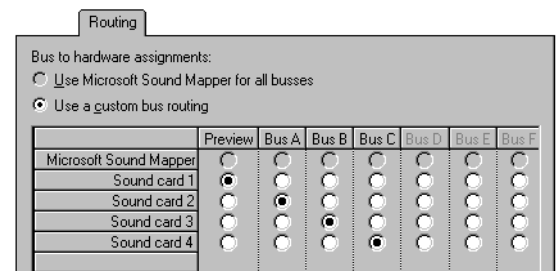 Routing
Bus to hardware assignments:
Use Microsoft Sound Mapper for all busses
Use a custom bus routing
Preview Bus A Bus B Bus C Bus D Bus E Bus F
Microsoft Sound Mapper
Sound card 1
Sound card 2
Sound card 3
Sound card 4